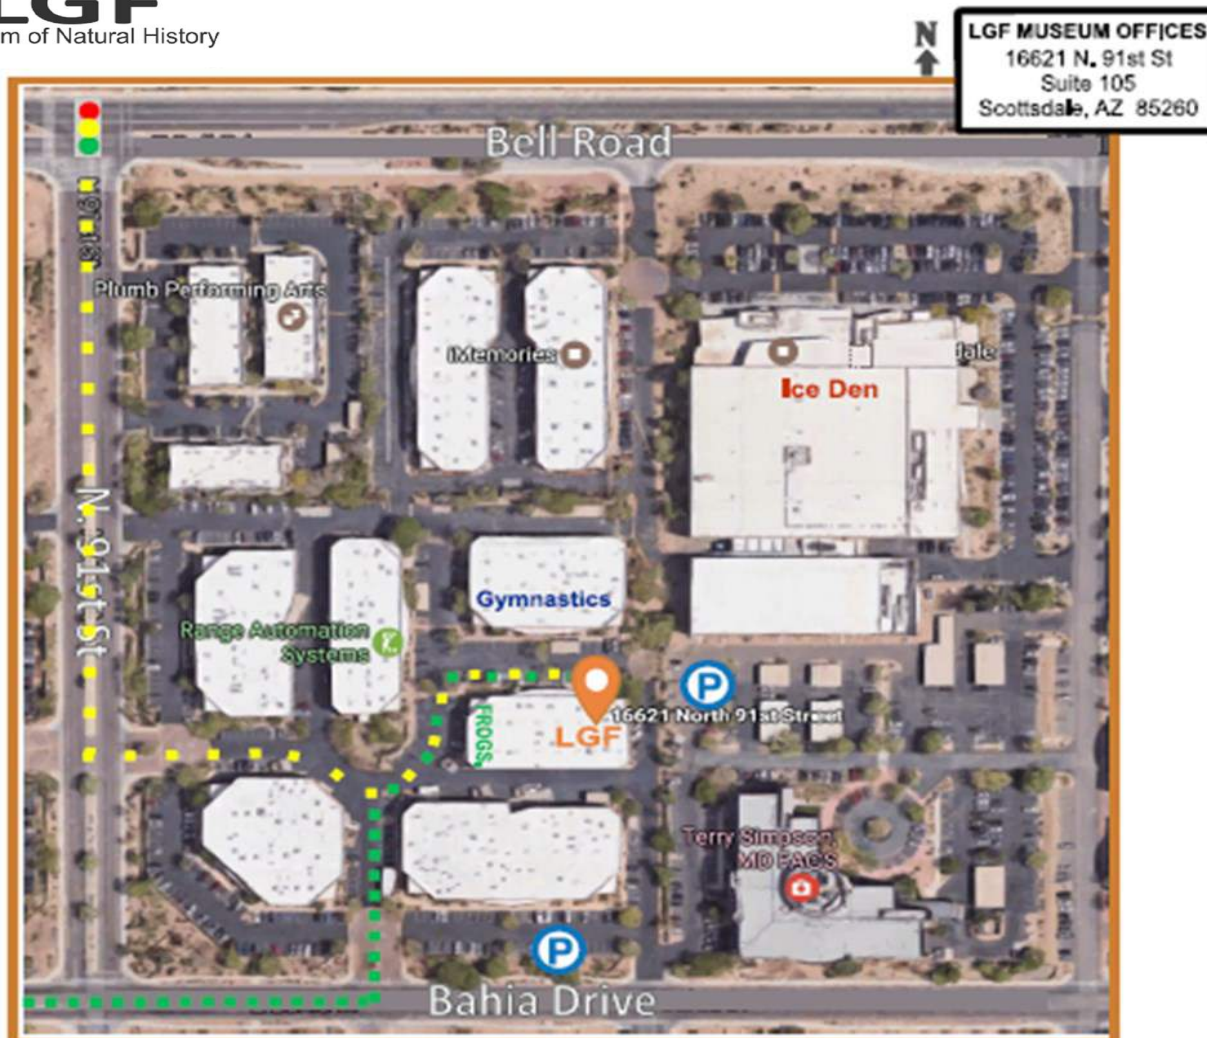 LGF
m of Natural History
N
LGF MUSEUM OFFICES
16621 N. 91st St
Suite 105
Scottsdale, AZ 85260
Bell Road
Plumb Performing Arts
iMemories
dale
Ice Den
N. 91st St
Gymnastics
Range Automation
Systems
P
16621 North 91st Street
FROGS
LGF
Terry Simpson,
MD FACS
P
Bahia Drive